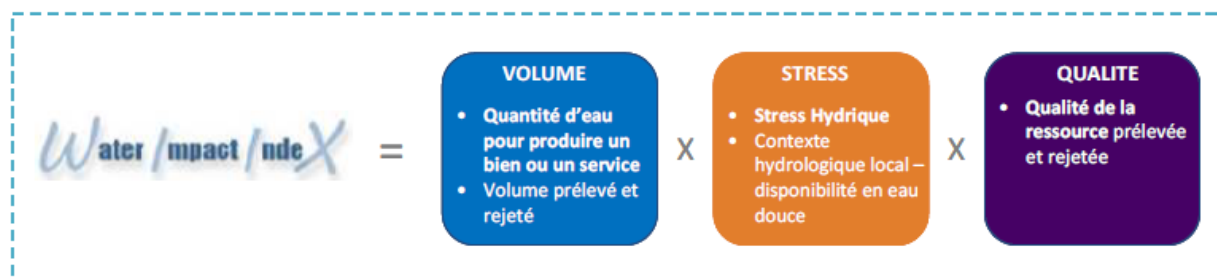 Water Impact IndeX
=
VOLUME
• Quantité d'eau
pour produire un
bien ou un service
• Volume prélevé et
rejeté
X
STRESS
• Stress Hydrique
• Contexte
hydrologique local –
disponibilité en eau
douce
X
QUALITE
• Qualité de la
ressource prélevée
et rejetée